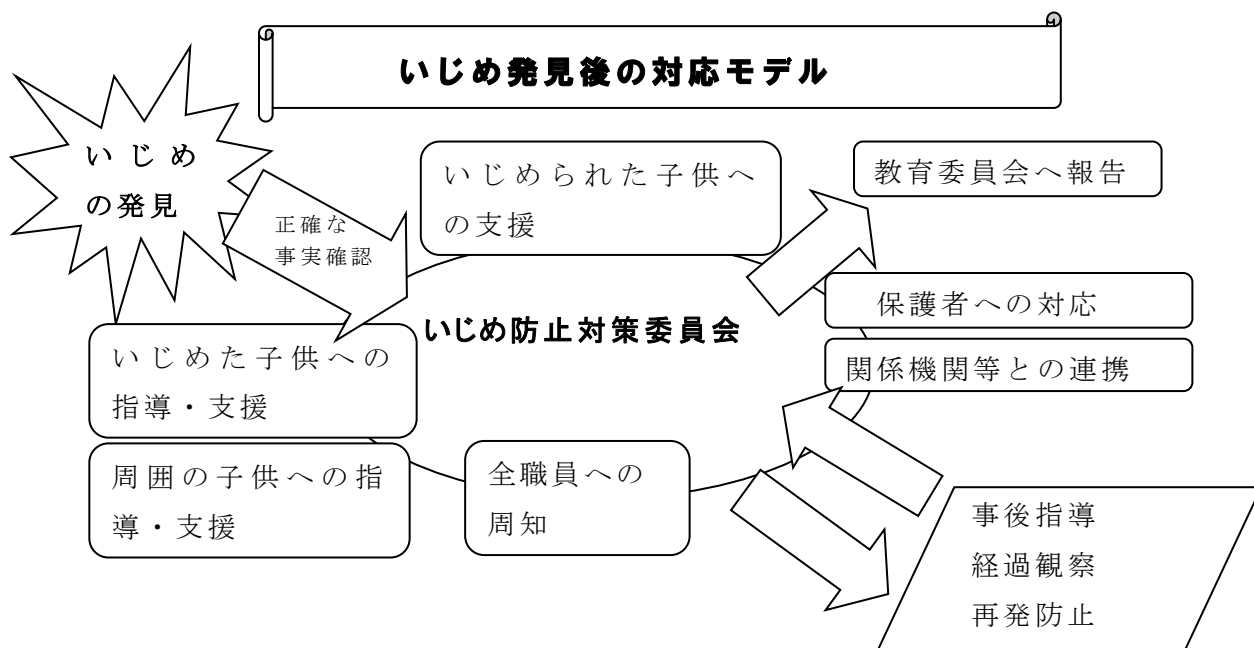 いじめ発見後の対応モデル
いじめ
の発見
正確な
事実確認
いじめられた子供へ
の支援
教育委員会へ報告
保護者への対応
関係機関等との連携
いじめ防止対策委員会
いじめた子供への
指導・支援
周囲の子供への指
導・支援
全職員への
周知
事後指導
経過観察
再発防止